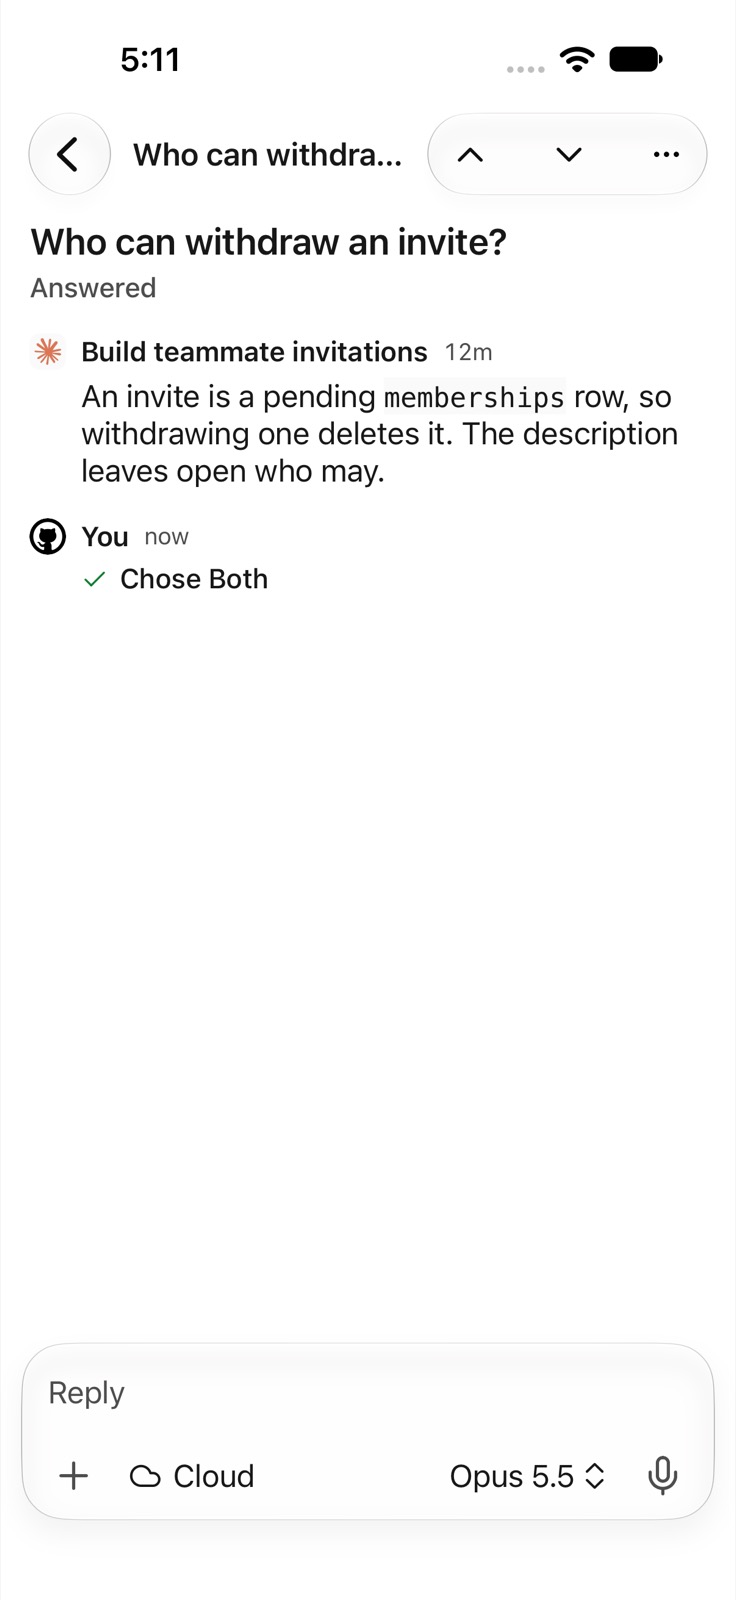 5:11
Who can withdra...
Who can withdraw an invite?
Answered
Build teammate invitations 12m
An invite is a pending memberships row, so
withdrawing one deletes it. The description
leaves open who may.
You now
Chose Both
Reply
Cloud
Opus 5.5